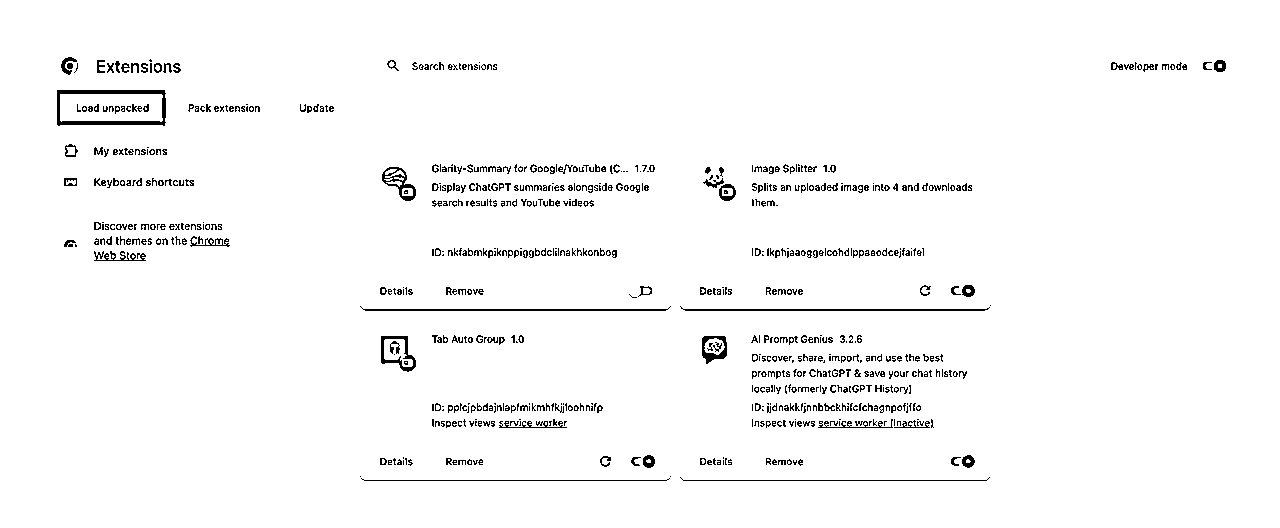 Extensions
Search extensions
Developer mode
Load unpacked
Pack extension
Update
My extensions
Keyboard shortcuts
Discover more extensions
and themes on the Chrome
Web Store
Glarity-Summary for Google/YouTube (C... 1.7.0
Display ChatGPT summaries alongside Google
search results and YouTube videos
ID: nkfabmkpiknppiggbdclilnakhkonbog
Details
Remove
Image Splitter 1.0
Splits an uploaded image into 4 and downloads
them.
ID:
Details
Remove
Tab Auto Group 1.0
ID:
Inspect views service worker
Details
Remove
AI Prompt Genius 3.2.6
Discover, share, import, and use the best
prompts for ChatGPT & save your chat history
locally (formerly ChatGPT History)
ID: jjdnakkfjnnbbckhifcfchagnpofjffo
Inspect views service worker (Inactive)
Details
Remove